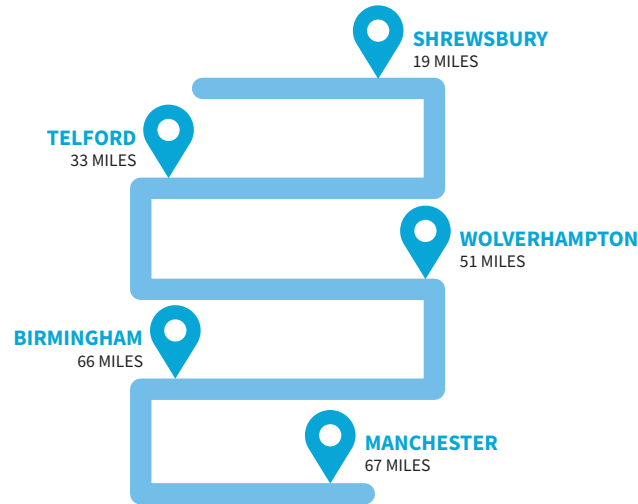 SHREWSBURY
19 MILES
TELFORD
33 MILES
WOLVERHAMPTON
51 MILES
BIRMINGHAM
66 MILES
MANCHESTER
67 MILES